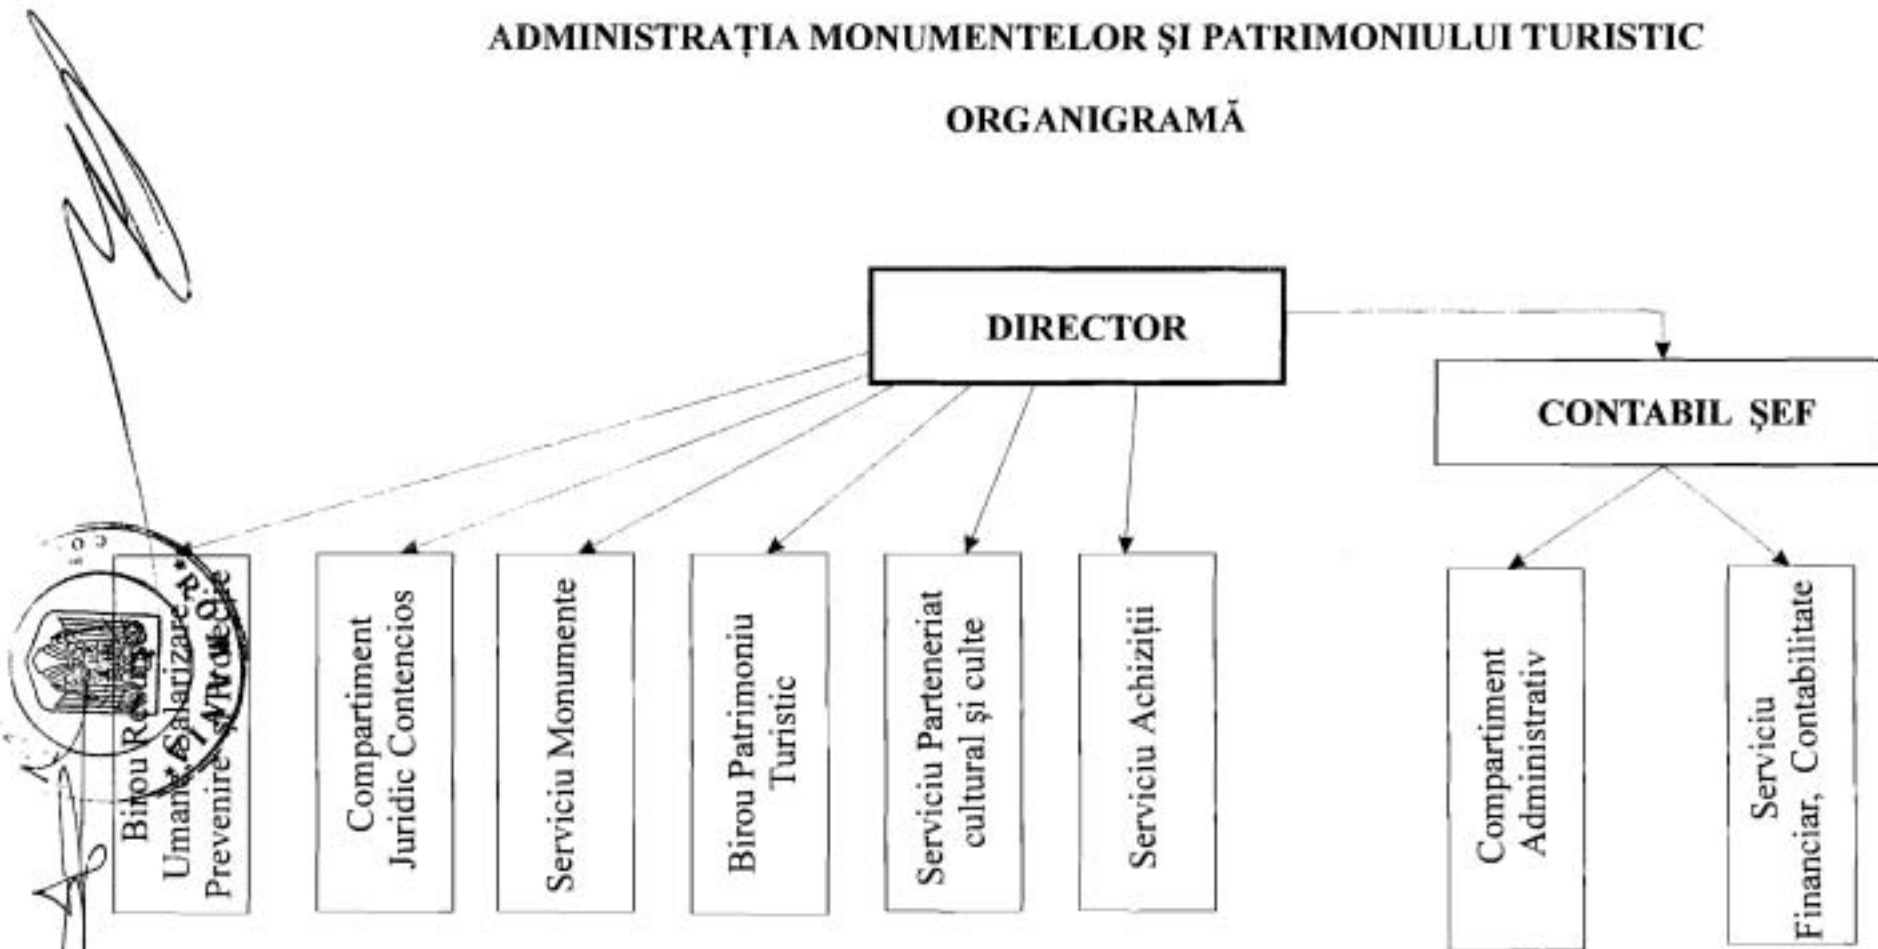 ADMINISTRAȚIA MONUMENTELOR ȘI PATRIMONIULUI TURISTIC
ORGANIGRAMĂ
DIRECTOR
CONTABIL ȘEF
Birou
Umane, Salarizare,
Prevenire
Compartiment
Juridic Contencios
Serviciu Monumente
Birou Patrimoniu
Turistic
Serviciu Parteneriat
cultural și culte
Serviciu Achiziții
Compartiment
Administrativ
Serviciu
Financiar, Contabilitate